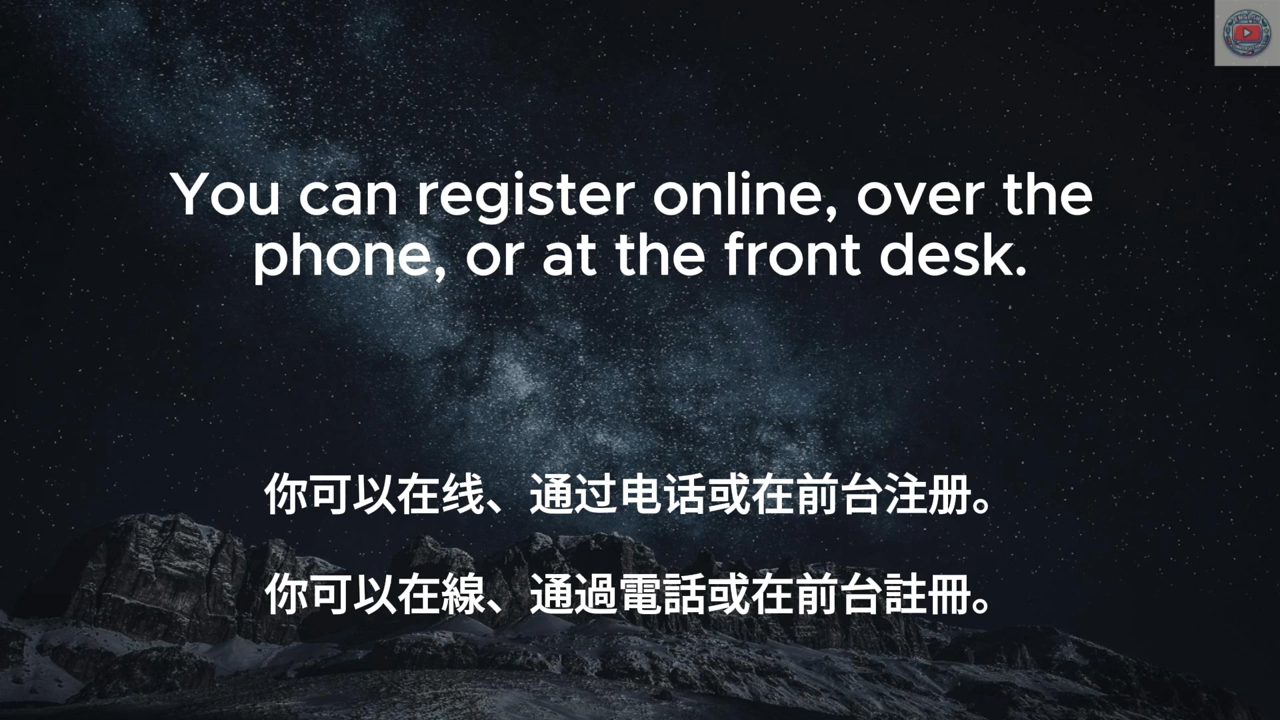 You can register online, over the
phone, or at the front desk.
你可以在线、通过电话或在前台注册。
你可以在線、通過電話或在前台註冊。